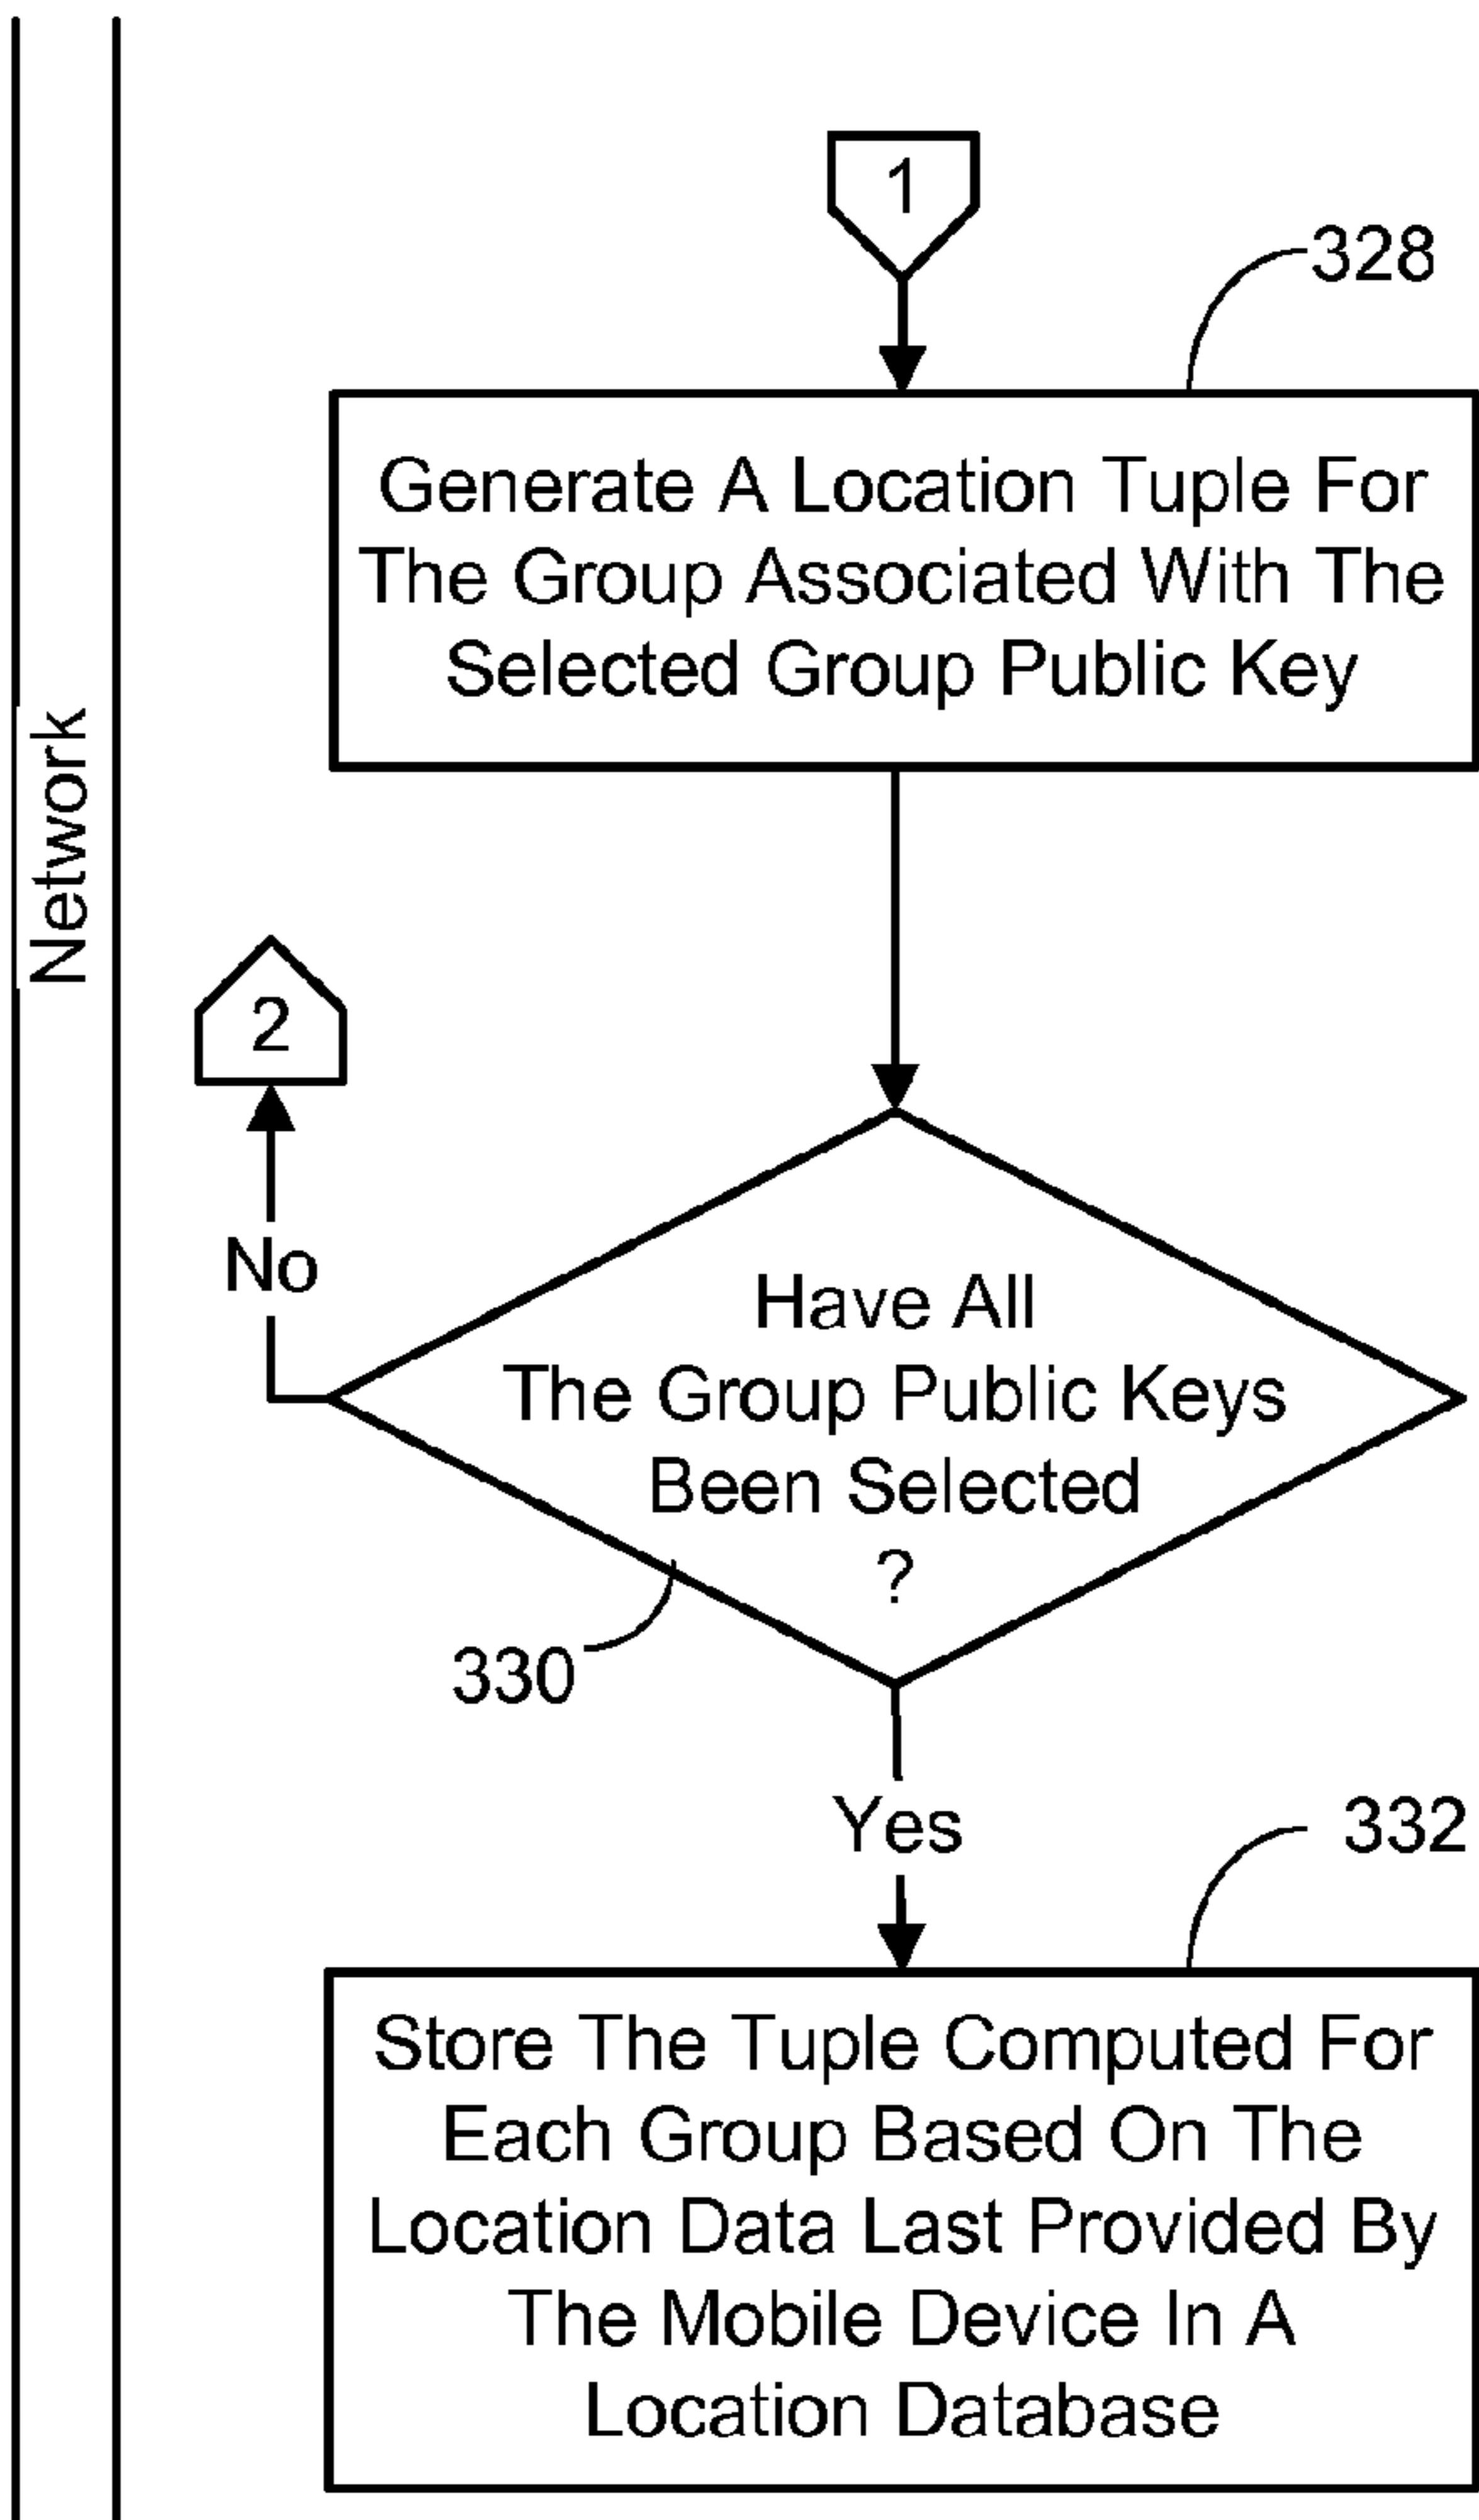 1
328
Generate A Location Tuple For
The Group Associated With The
Selected Group Public Key
Network
2
No
Have All
The Group Public Keys
Been Selected
?
330
Yes
332
Store The Tuple Computed For
Each Group Based On The
Location Data Last Provided By
The Mobile Device In A
Location Database